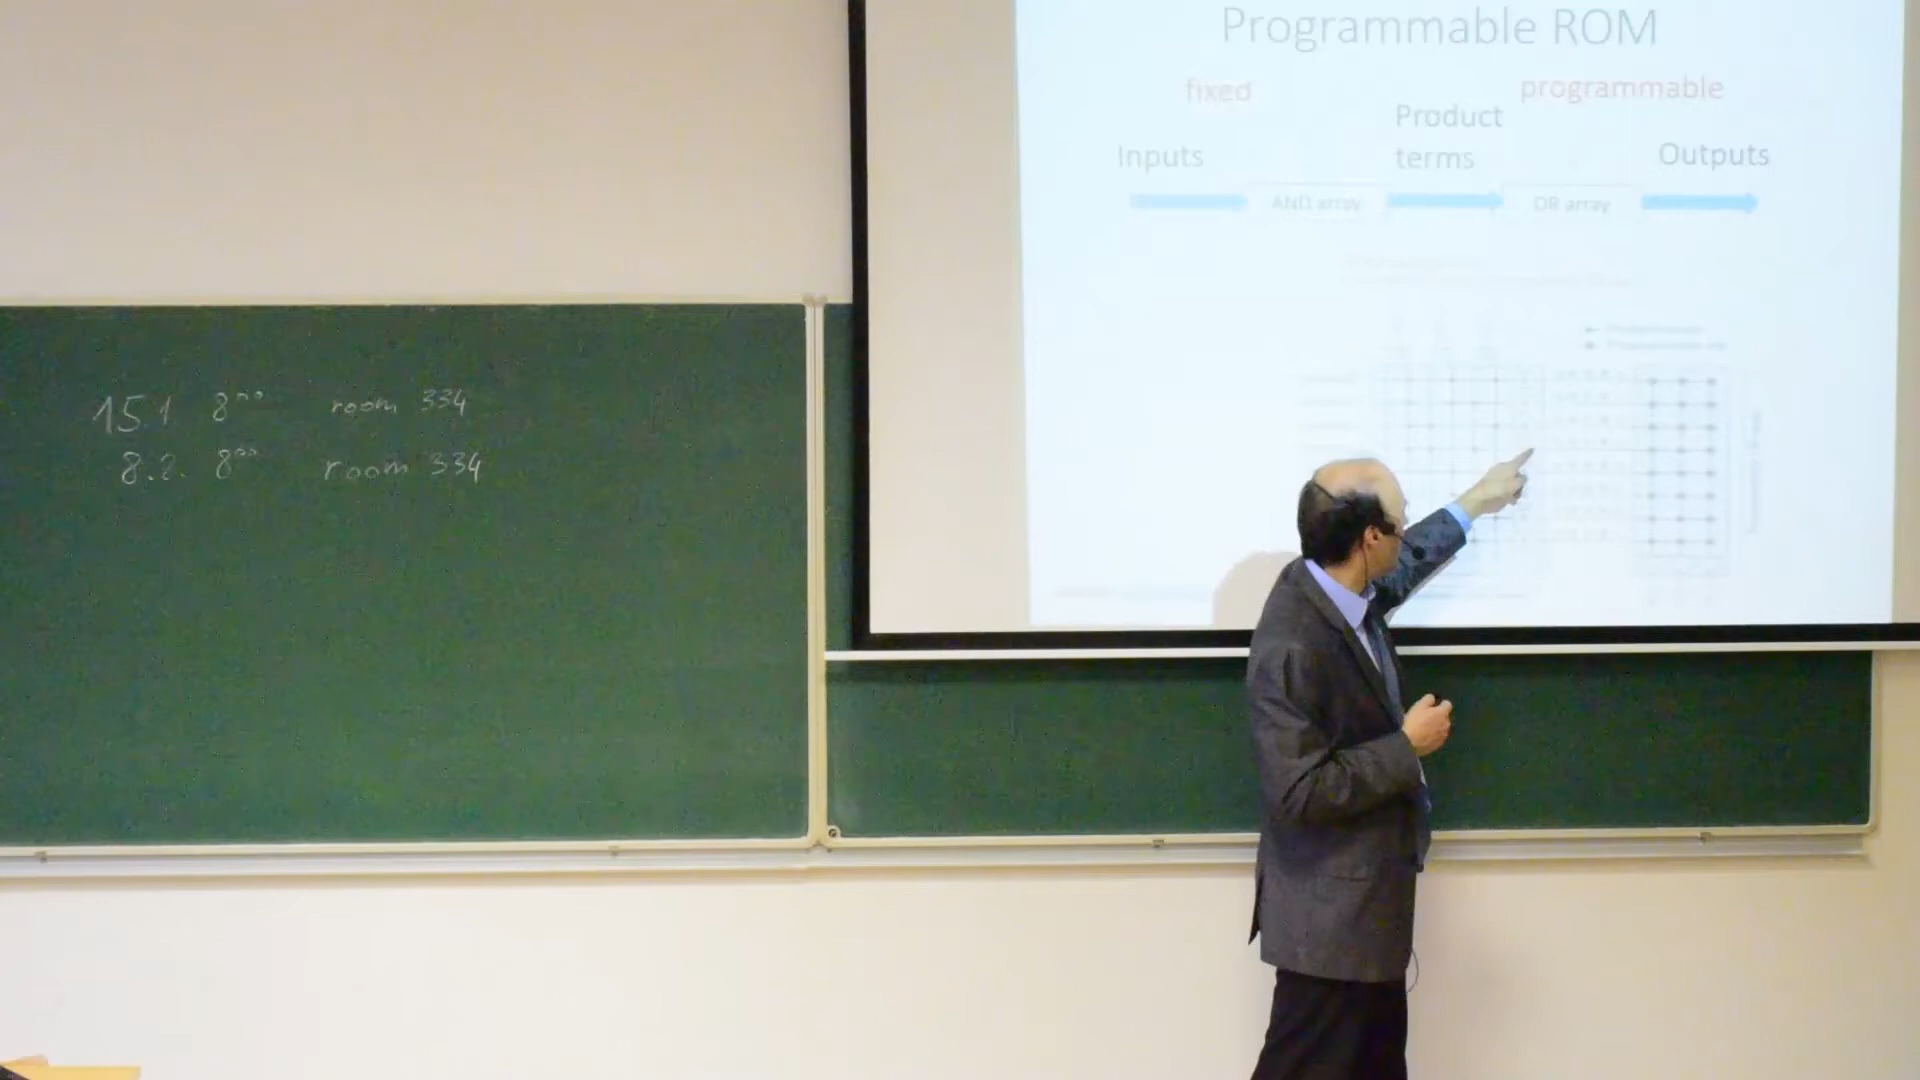 15.1 8⁰⁰ room 334
8.2. 8⁰⁰ room 334
Programmable ROM
fixed
programmable
Product
terms
Inputs
Outputs
AND array
OR array